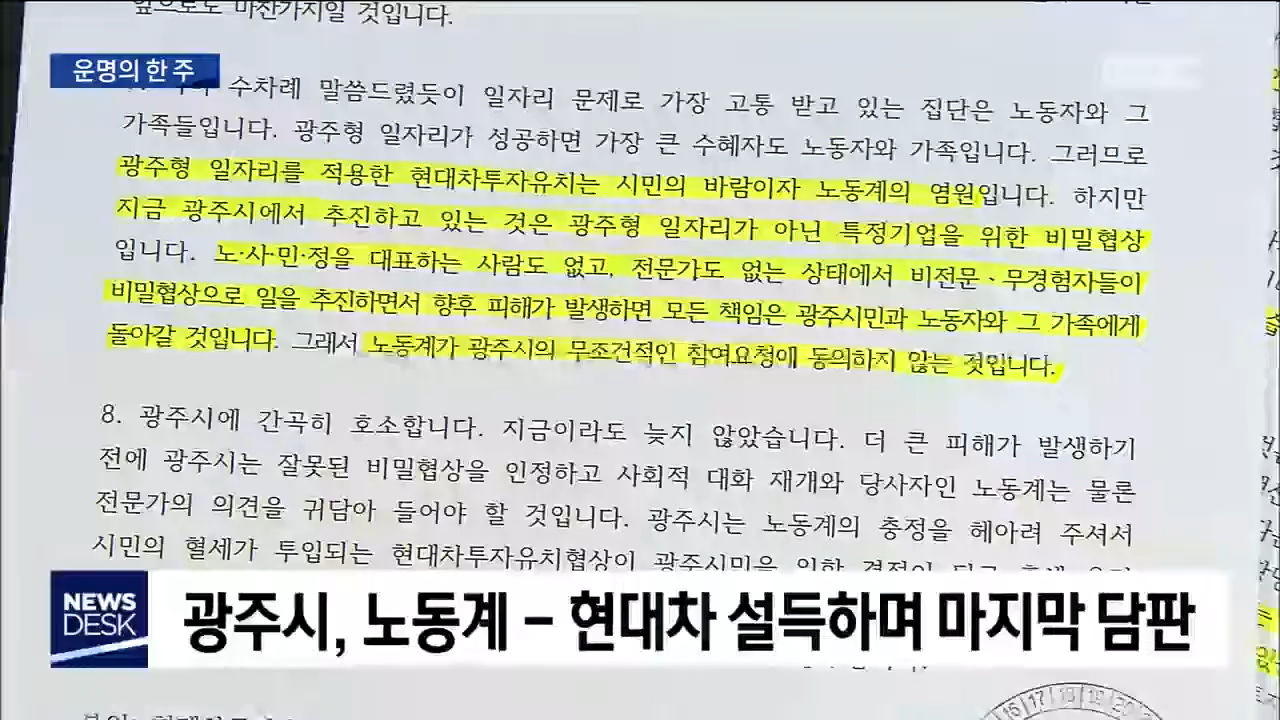 앞으로도 마찬가지일 것입니다.
운명의 한 주
수차례 말씀드렸듯이 일자리 문제로 가장 고통 받고 있는 집단은 노동자와 그
가족들입니다. 광주형 일자리가 성공하면 가장 큰 수혜자도 노동자와 가족입니다. 그러므로
광주형 일자리를 적용한 현대차투자유치는 시민의 바람이자 노동계의 염원입니다. 하지만
지금 광주시에서 추진하고 있는 것은 광주형 일자리가 아닌 특정기업을 위한 비밀협상
입니다. 노·사·민·정을 대표하는 사람도 없고, 전문가도 없는 상태에서 비전문、무경험자들이
비밀협상으로 일을 추진하면서 향후 피해가 발생하면 모든 책임은 광주시민과 노동자와 그 가족에게
돌아갈 것입니다. 그래서 노동계가 광주시의 무조건적인 참여요청에 동의하지 않는 것입니다.
8. 광주시에 간곡히 호소합니다. 지금이라도 늦지 않았습니다. 더 큰 피해가 발생하기
전에 광주시는 잘못된 비밀협상을 인정하고 사회적 대화 재개와 당사자인 노동계는 물론
전문가의 의견을 귀담아 들어야 할 것입니다. 광주시는 노동계의 충정을 헤아려 주셔서
시민의 혈세가 투입되는 현대차투자유치협상이 광주시민을 위한
NEWS
DESK
광주시, 노동계 - 현대차 설득하며 마지막 담판